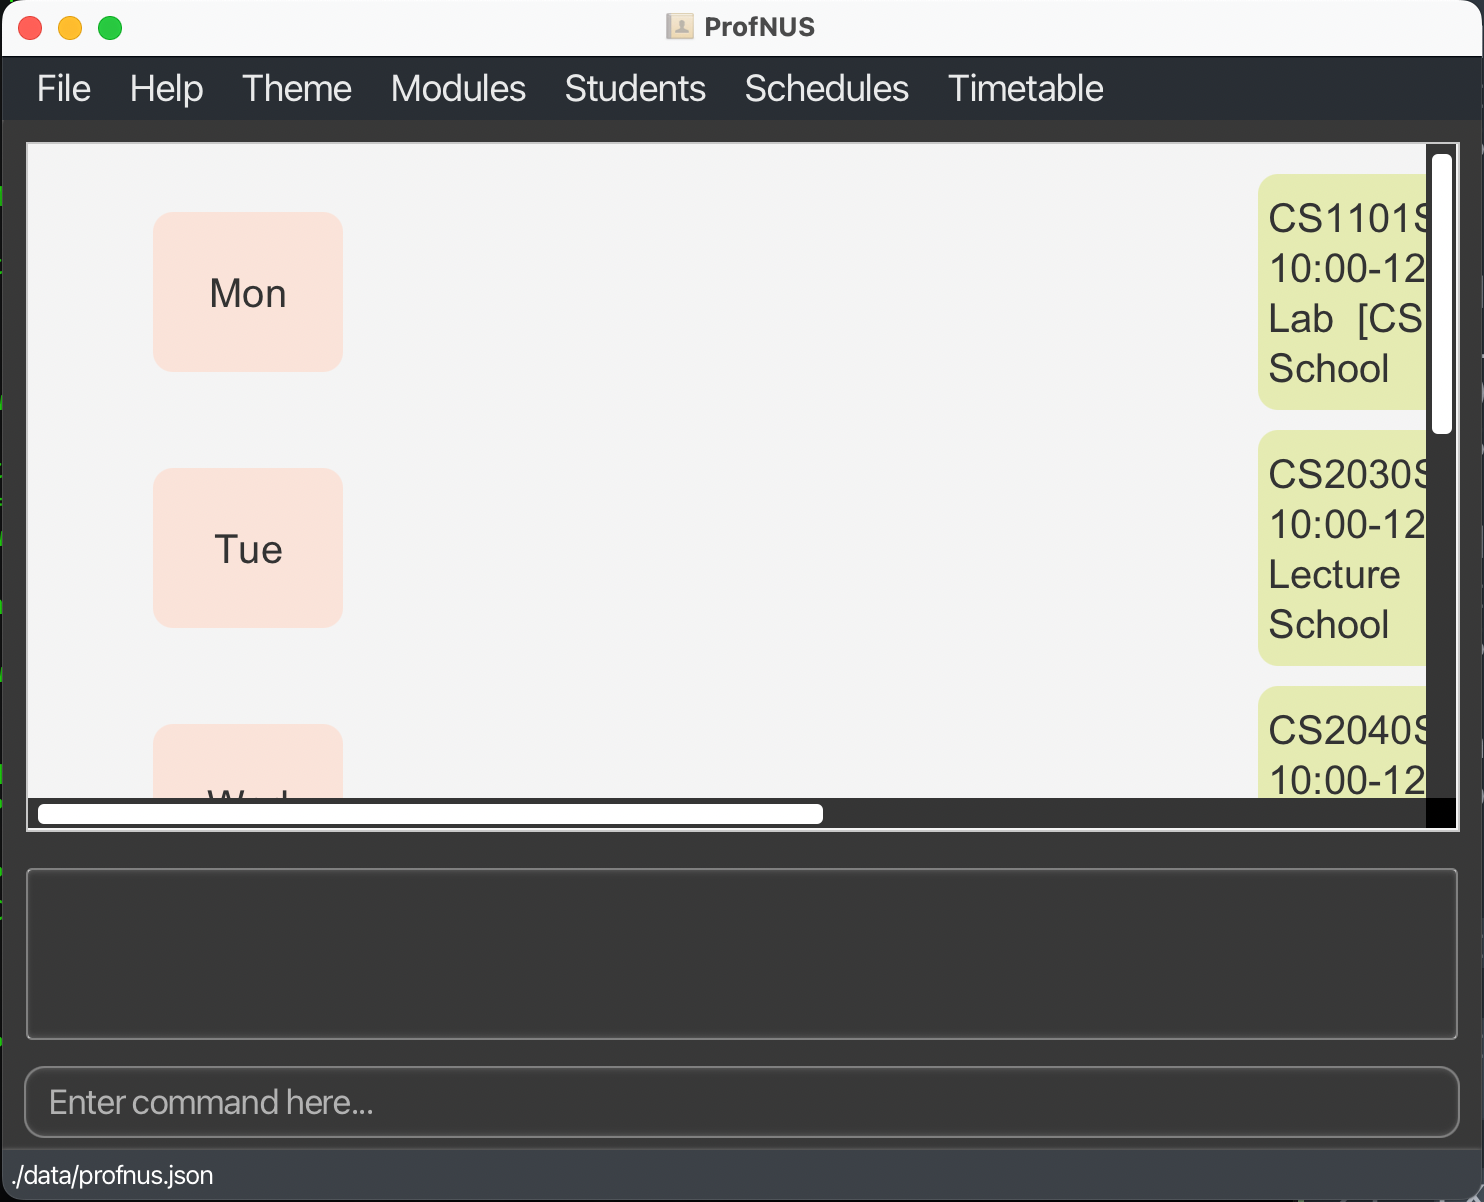 ProfNUS
File Help Theme Modules Students Schedules Timetable
Mon
CS1101S
10:00-12
Lab [CS
School
Tue
CS2030S
10:00-12
Lecture
School
Wed
CS2040S
10:00-12
Enter command here...
./data/profnus.json